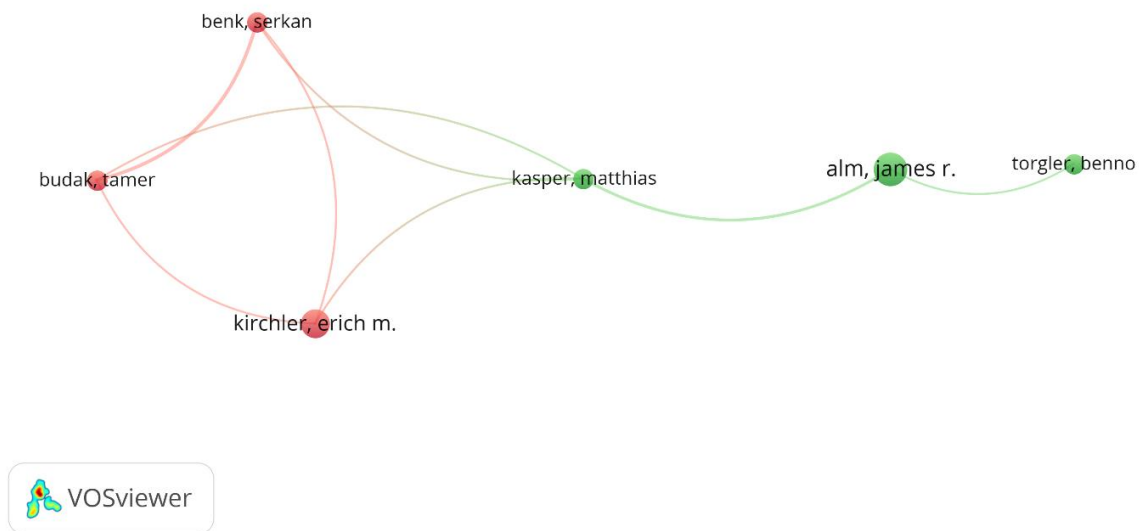 benk, serkan
budak, tamer
kasper, matthias
alm, james r.
torgler, benno
kirchler, erich m.
VOSviewer